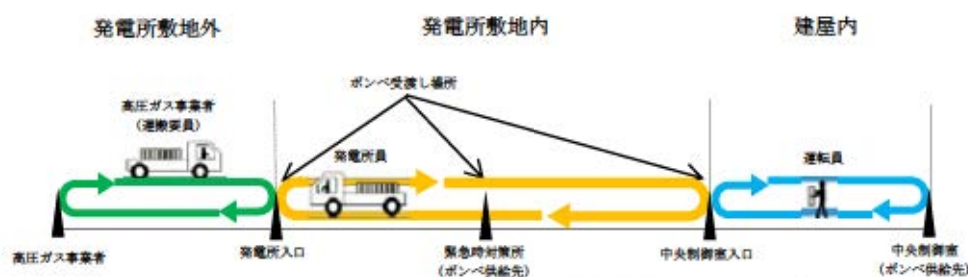 発電所敷地外
発電所敷地内
建屋内
ボンベ受渡し場所
高圧ガス事業者
(運搬要員)
発電所員
運転員
高圧ガス事業者
発電所入口
緊急時対策所
(ボンベ供給先)
中央制御室入口
中央制御室
(ボンベ供給先)